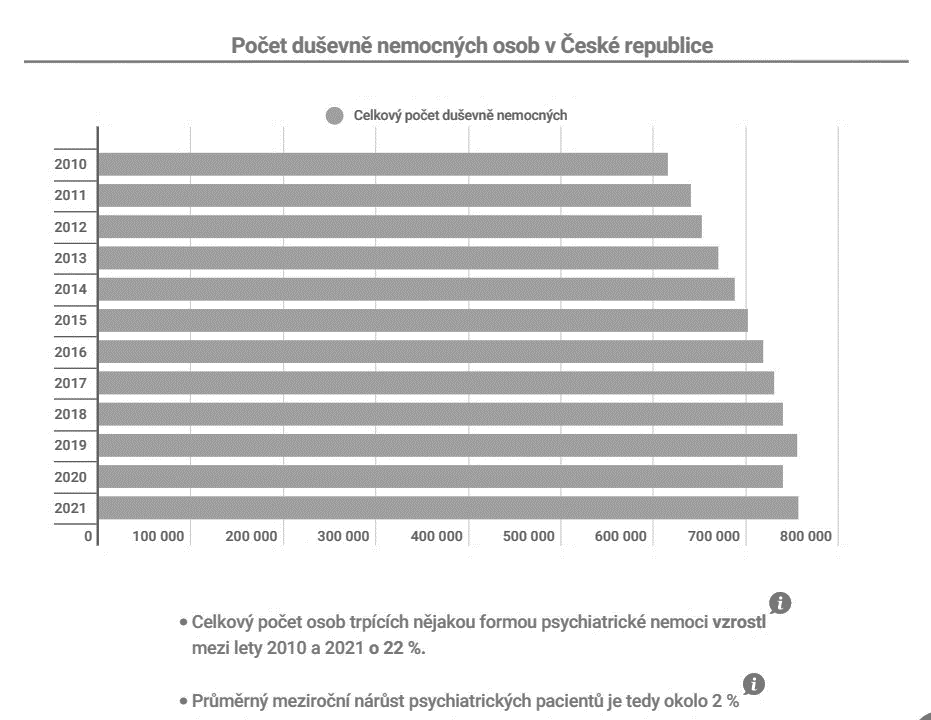 Počet duševně nemocných osob v České republice
Celkový počet duševně nemocných
2010
2011
2012
2013
2014
2015
2016
2017
2018
2019
2020
2021
0 100 000 200 000 300 000 400 000 500 000 600 000 700 000 800 000
• Celkový počet osob trpících nějakou formou psychiatrické nemoci vzrostl i
mezi lety 2010 a 2021 o 22 %.
• Průměrný meziroční nárůst psychiatrických pacientů je tedy okolo 2 % i